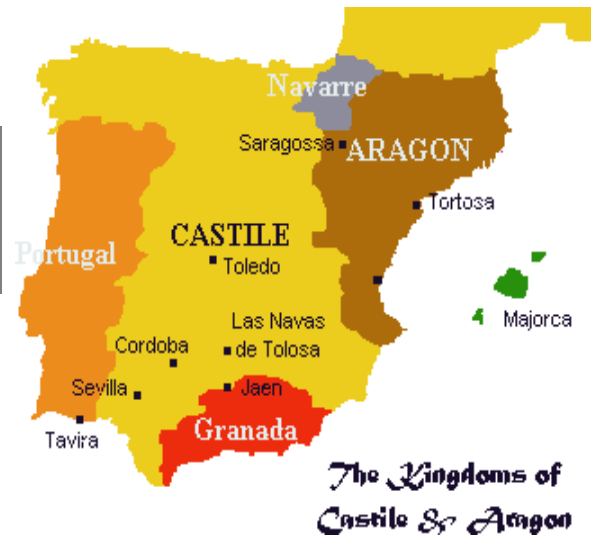 Navarre
Saragossa
ARAGON
Tortosa
CASTILE
Portugal
Toledo
Majorca
Las Navas
de Tolosa
Cordoba
Sevilla
Jaen
Tavira
Granada
The Kingdoms of
Castile & Aragon